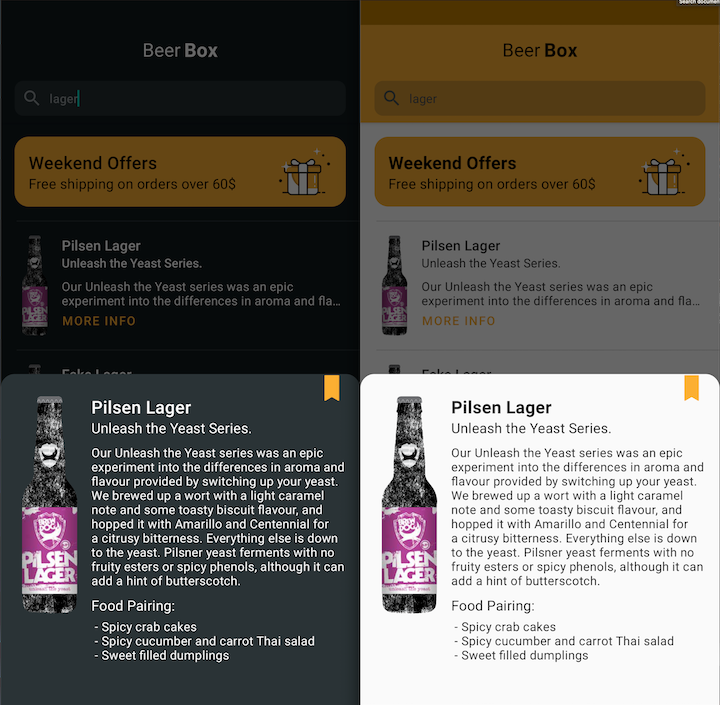 Search documen
Beer Box
lager
Weekend Offers
Free shipping on orders over 60$
Pilsen Lager
Unleash the Yeast Series.
Our Unleash the Yeast series was an epic
experiment into the differences in aroma and fla...
MORE INFO
PILSEN
LAGER
Fake Lager
Pilsen Lager
Unleash the Yeast Series.
Our Unleash the Yeast series was an epic
experiment into the differences in aroma and
flavour provided by switching up your yeast.
We brewed up a wort with a light caramel
note and some toasty biscuit flavour, and
hopped it with Amarillo and Centennial for
a citrusy bitterness. Everything else is down
to the yeast. Pilsner yeast ferments with no
fruity esters or spicy phenols, although it can
add a hint of butterscotch.
Food Pairing:
- Spicy crab cakes
- Spicy cucumber and carrot Thai salad
- Sweet filled dumplings
PILSEN
LAGER
Beer Box
lager
Weekend Offers
Free shipping on orders over 60$
Pilsen Lager
Unleash the Yeast Series.
Our Unleash the Yeast series was an epic
experiment into the differences in aroma and fla...
MORE INFO
PILSEN
LAGER
Fake Lager
Pilsen Lager
Unleash the Yeast Series.
Our Unleash the Yeast series was an epic
experiment into the differences in aroma and
flavour provided by switching up your yeast.
We brewed up a wort with a light caramel
note and some toasty biscuit flavour, and
hopped it with Amarillo and Centennial for
a citrusy bitterness. Everything else is down
to the yeast. Pilsner yeast ferments with no
fruity esters or spicy phenols, although it can
add a hint of butterscotch.
Food Pairing:
- Spicy crab cakes
- Spicy cucumber and carrot Thai salad
- Sweet filled dumplings
PILSEN
LAGER